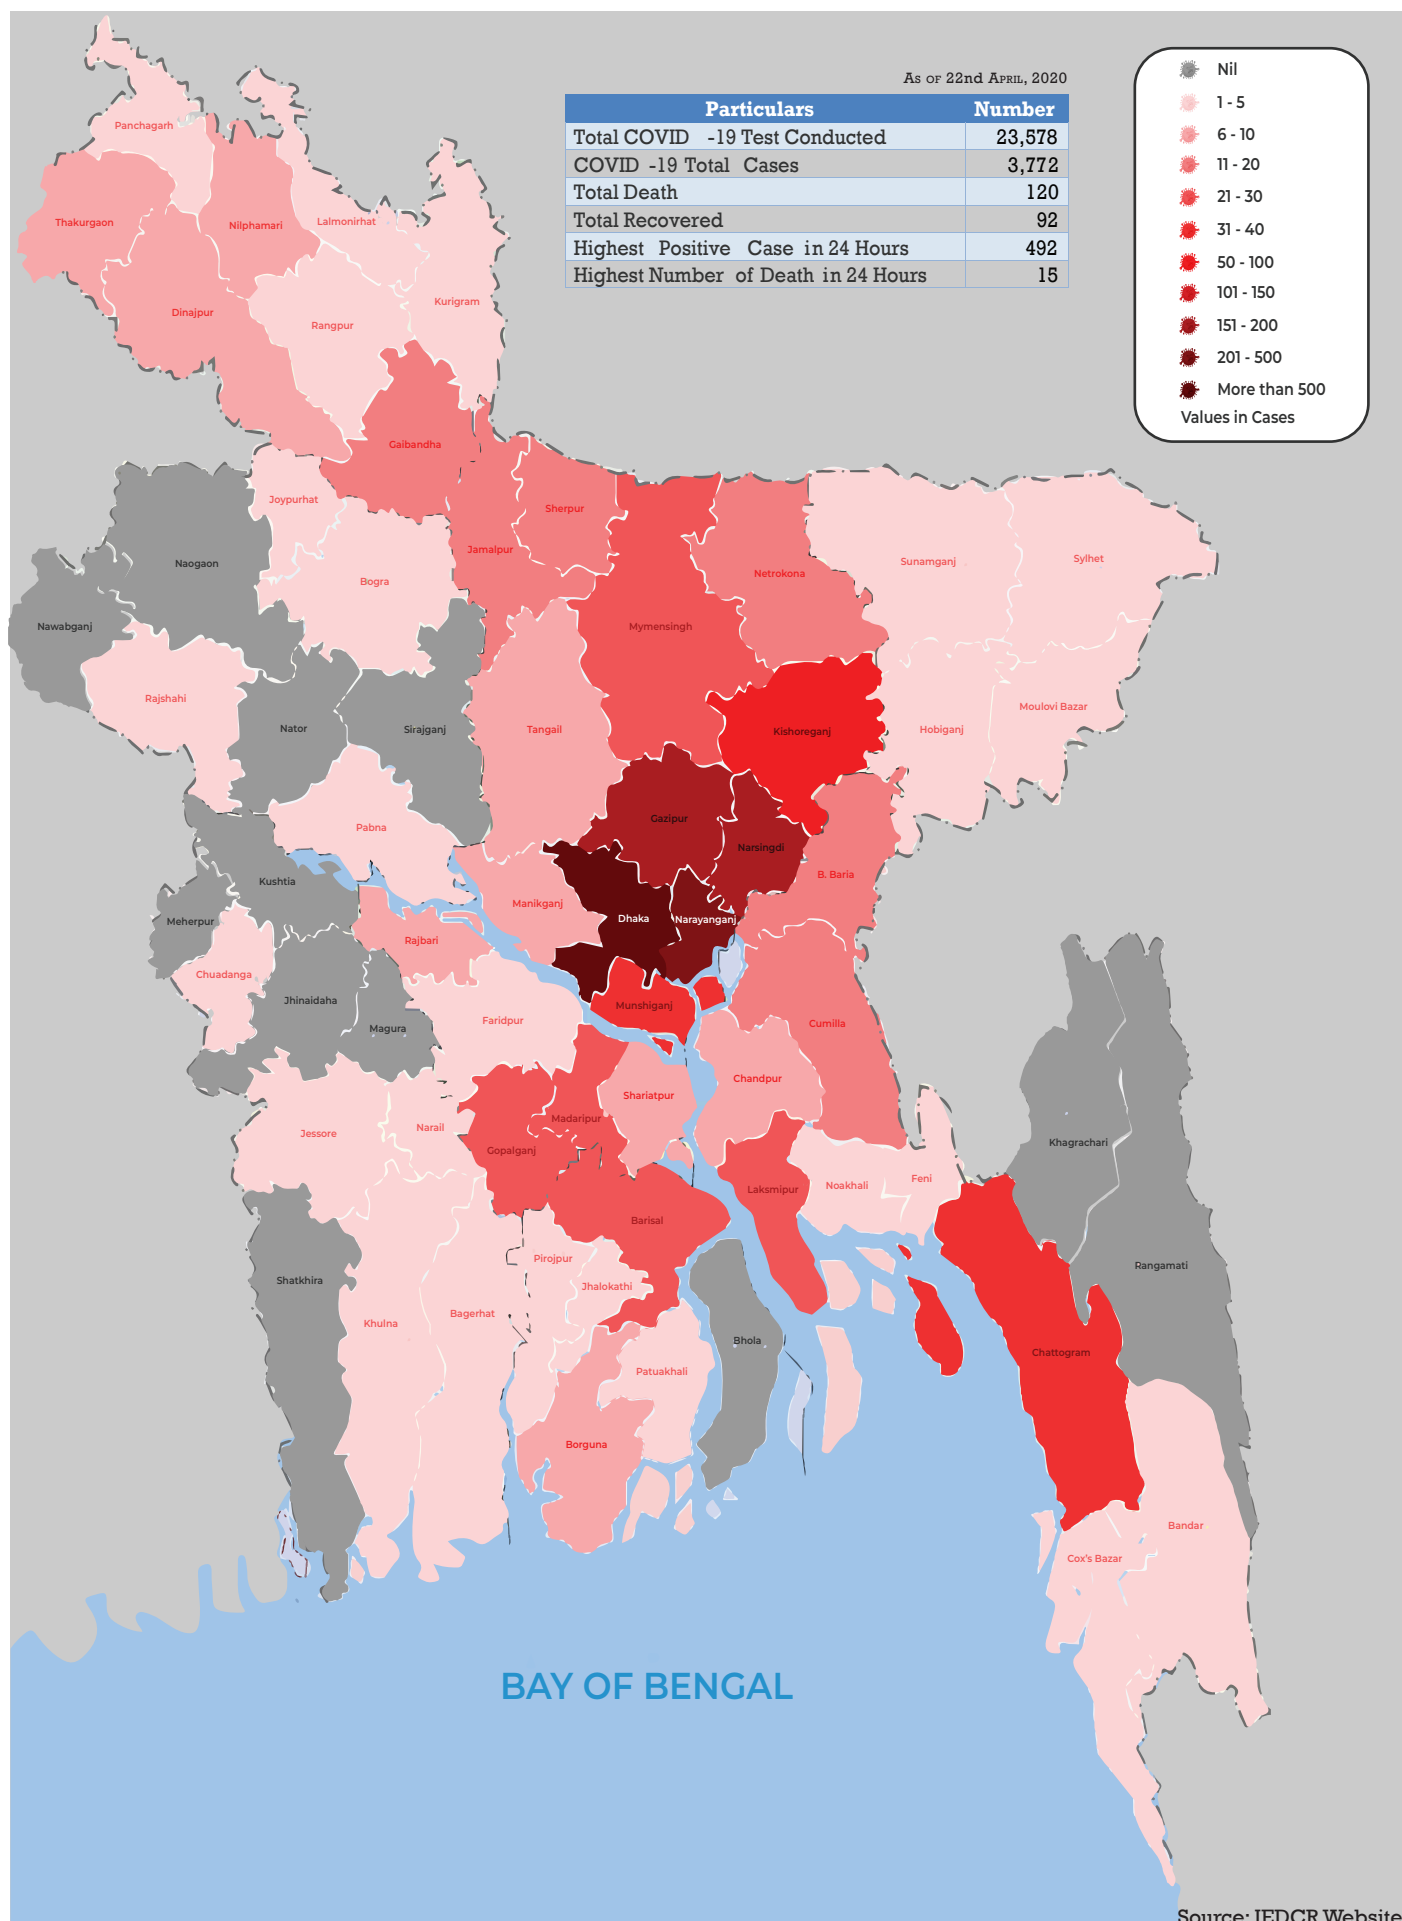 As of 22nd April, 2020
Particulars Number
Total COVID -19 Test Conducted 23,578
COVID -19 Total Cases 3,772
Total Death 120
Total Recovered 92
Highest Positive Case in 24 Hours 492
Highest Number of Death in 24 Hours 15
Nil
1 - 5
6 - 10
11 - 20
21 - 30
31 - 40
50 - 100
101 - 150
151 - 200
201 - 500
More than 500
Values in Cases
Panchagarh
Thakurgaon
Nilphamari
Lalmonirhat
Dinajpur
Rangpur
Kurigram
Gaibandha
Joypurhat
Sherpur
Jamalpur
Naogaon
Bogra
Netrokona
Sunamganj
Sylhet
Nawabganj
Mymensingh
Rajshahi
Nator
Sirajganj
Tangail
Kishoreganj
Hobiganj
Moulovi Bazar
Pabna
Gazipur
Narsingdi
B. Baria
Kushtia
Manikganj
Dhaka
Narayanganj
Meherpur
Rajbari
Chuadanga
Jhinaidaha
Magura
Faridpur
Munshiganj
Cumilla
Chandpur
Shariatpur
Madaripur
Jessore
Narail
Gopalganj
Khagrachari
Laksmipur
Noakhali
Feni
Barisal
Pirojpur
Rangamati
Shatkhira
Jhalokathi
Khulna
Bagerhat
Bhola
Chattogram
Patuakhali
Borguna
Bandar
Cox's Bazar
BAY OF BENGAL
Source: IEDCR Website